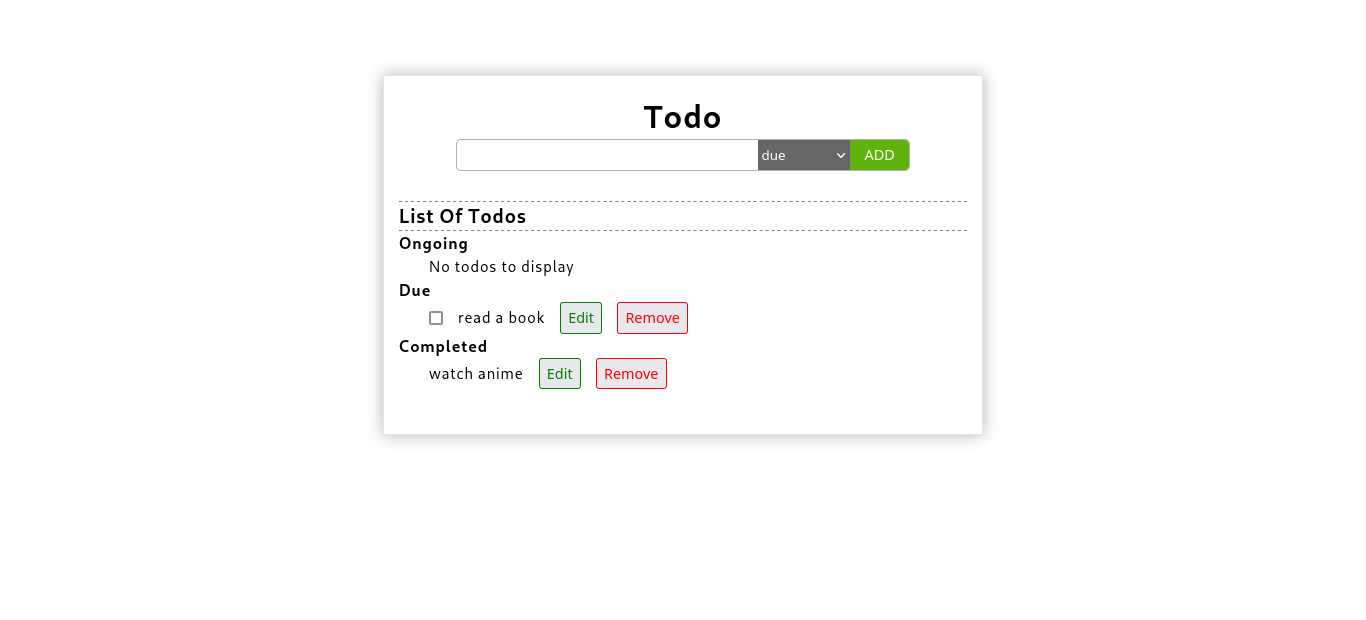 Todo
due ADD
List Of Todos
Ongoing
No todos to display
Due
read a book Edit Remove
Completed
watch anime Edit Remove